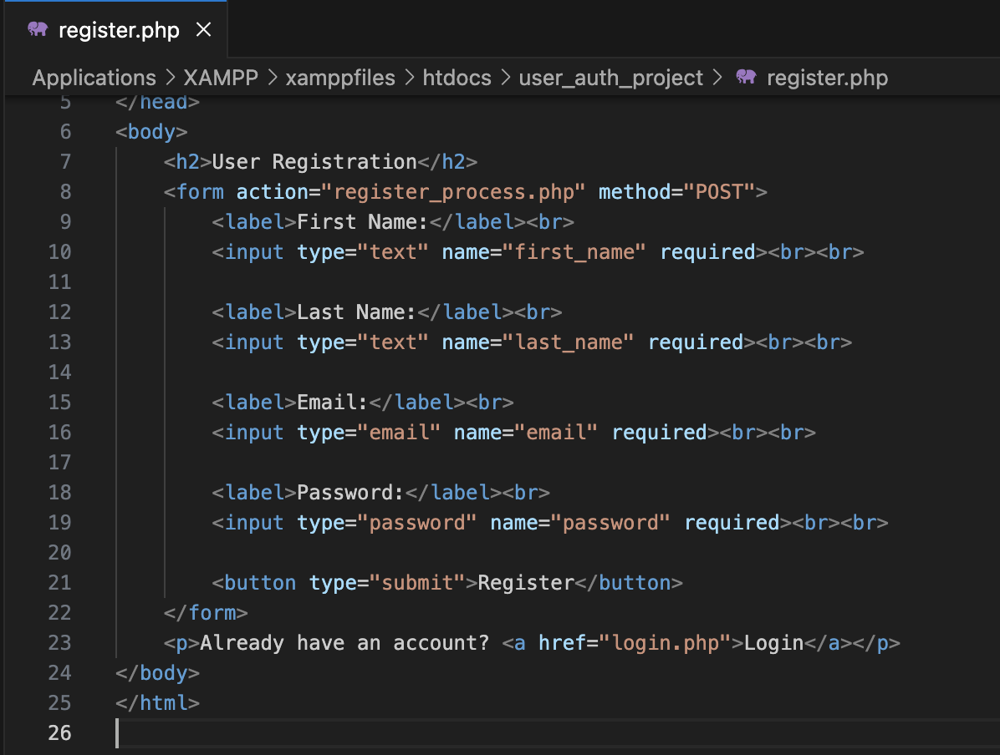 register.php ×
Applications > XAMPP > xamppfiles > htdocs > user_auth_project > register.php
5 </head>
6 <body>
7     <h2>User Registration</h2>
8     <form action="register_process.php" method="POST">
9         <label>First Name:</label><br>
10         <input type="text" name="first_name" required><br><br>
11
12         <label>Last Name:</label><br>
13         <input type="text" name="last_name" required><br><br>
14
15         <label>Email:</label><br>
16         <input type="email" name="email" required><br><br>
17
18         <label>Password:</label><br>
19         <input type="password" name="password" required><br><br>
20
21         <button type="submit">Register</button>
22     </form>
23     <p>Already have an account? <a href="login.php">Login</a></p>
24 </body>
25 </html>
26